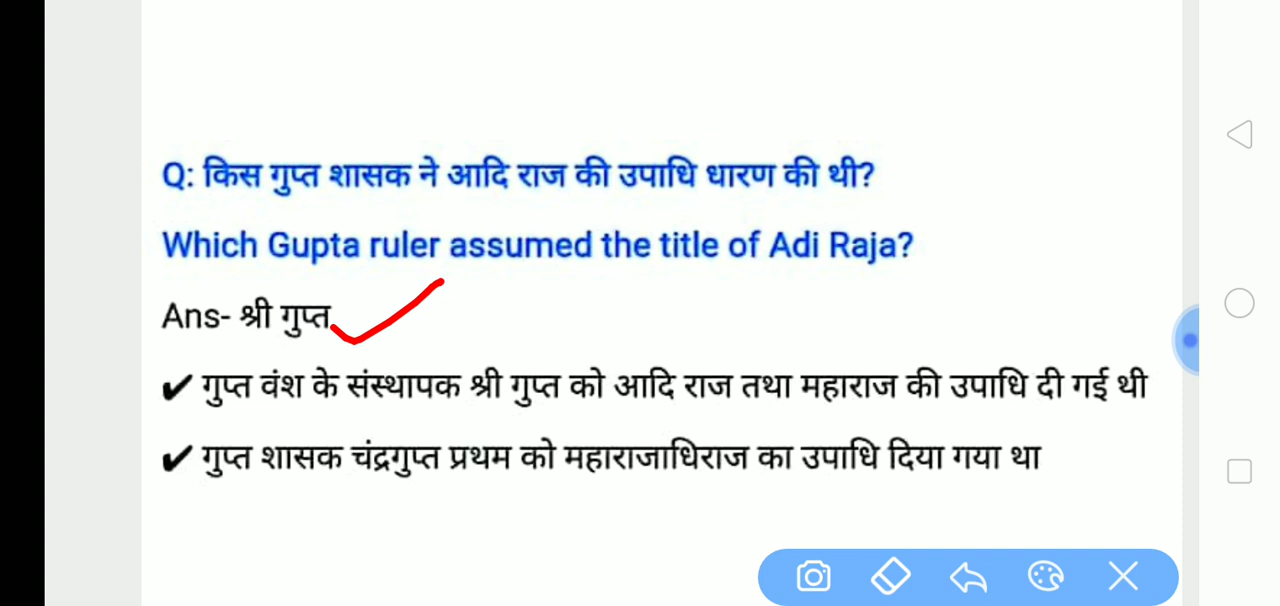 Q: किस गुप्त शासक ने आदि राज की उपाधि धारण की थी?
Which Gupta ruler assumed the title of Adi Raja?
Ans- श्री गुप्त
✔ गुप्त वंश के संस्थापक श्री गुप्त को आदि राज तथा महाराज की उपाधि दी गई थी
✔ गुप्त शासक चंद्रगुप्त प्रथम को महाराजाधिराज का उपाधि दिया गया था